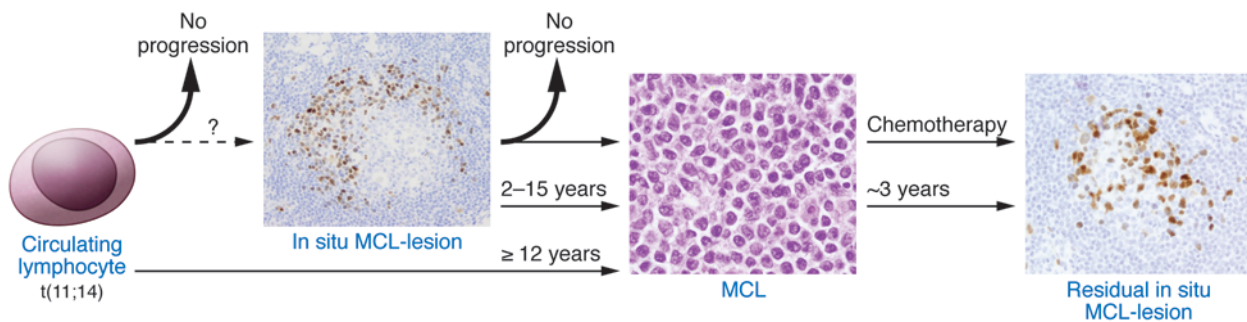 No
progression
?
Circulating
lymphocyte
t(11;14)
In situ MCL-lesion
No
progression
2–15 years
≥ 12 years
MCL
Chemotherapy
~3 years
Residual in situ
MCL-lesion